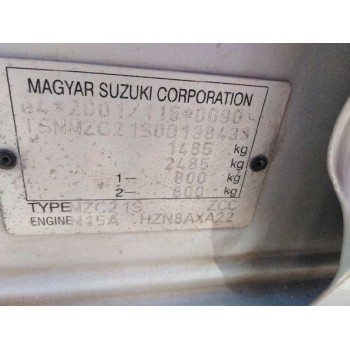 MAGYAR SUZUKI CORPORATION
e4*2001/116*0090*
TSMMZC21S00138438
1485 kg
2485 kg
1— 800 kg
2— 800 kg
TYPE MZC21S ZCC
ENGINE M15A HZN8AXA22